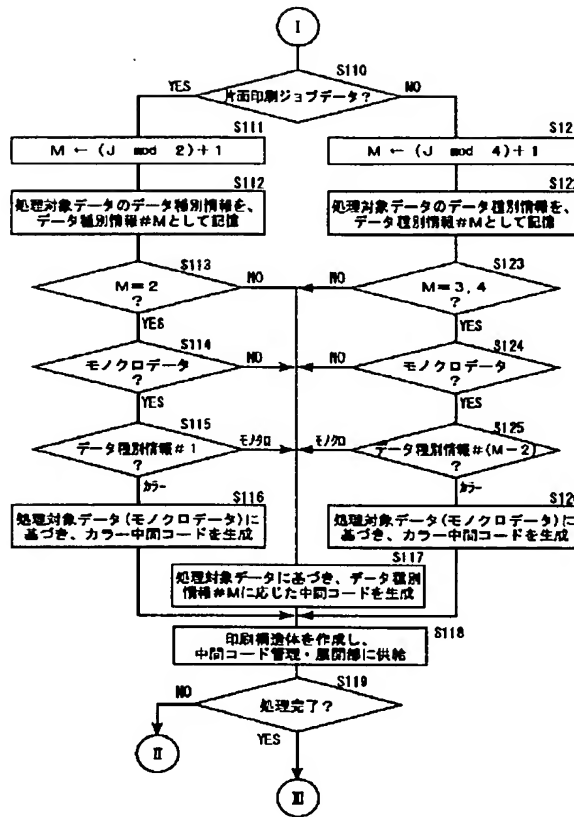 I
S110
YES
片面印刷ジョブデータ?
NO
S111
M ← (J mod 2)+1
S121
M ← (J mod 4)+1
S112
処理対象データのデータ種別情報を、
データ種別情報#Mとして記憶
S122
処理対象データのデータ種別情報を、
データ種別情報#Mとして記憶
S113
M=2
?
NO
YES
S123
M=3,4
?
NO
YES
S114
モノクロデータ
?
NO
YES
S124
モノクロデータ
?
NO
YES
S115
データ種別情報#1
?
モノクロ
カラー
S125
データ種別情報#(M-2)
?
モノクロ
カラー
S116
処理対象データ(モノクロデータ)に
基づき、カラー中間コードを生成
S126
処理対象データ(モノクロデータ)に
基づき、カラー中間コードを生成
S117
処理対象データに基づき、データ種別
情報#Mに応じた中間コードを生成
S118
印刷構造体を作成し、
中間コード管理・展開部に供給
S119
処理完了?
NO
YES
II
III